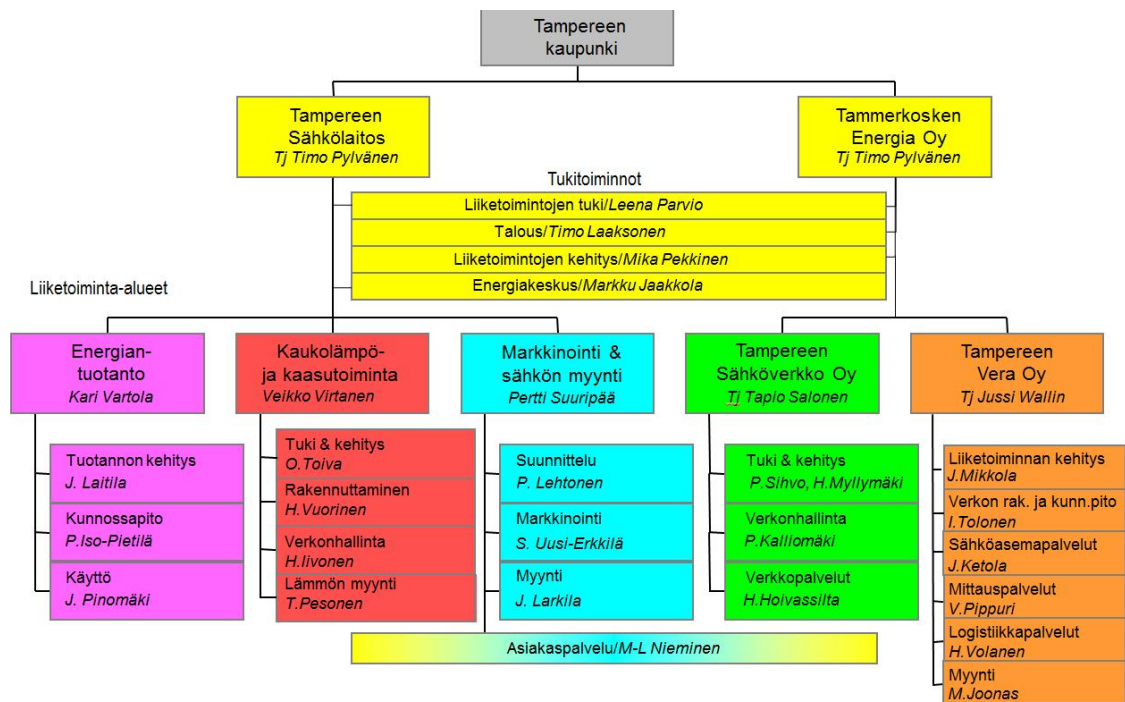 Tampereen
kaupunki
Tampereen
Sähkölaitos
Tj Timo Pylvänen
Tammerkosken
Energia Oy
Tj Timo Pylvänen
Tukitoiminnot
Liiketoimintojen tuki/Leena Parvio
Talous/Timo Laaksonen
Liiketoimintojen kehitys/Mika Pekkinen
Energiakeskus/Markku Jaakkola
Liiketoiminta-alueet
Energian-
tuotanto
Kari Vartola
Kaukolämpö-
ja kaasutoiminta
Veikko Virtanen
Markkinointi &
sähkön myynti
Pertti Suuripää
Tampereen
Sähköverkko Oy
Tj Tapio Salonen
Tampereen
Vera Oy
Tj Jussi Wallin
Tuotannon kehitys
J. Laitila
Kunnossapito
P.Iso-Pietilä
Käyttö
J. Pinomäki
Tuki & kehitys
O.Toiva
Rakennuttaminen
H.Vuorinen
Verkonhallinta
H.Iivonen
Lämmön myynti
T.Pesonen
Suunnittelu
P. Lehtonen
Markkinointi
S. Uusi-Erkkilä
Myynti
J. Larkila
Tuki & kehitys
P.Sihvo, H.Myllymäki
Verkonhallinta
P.Kalliomäki
Verkkopalvelut
H.Hoivassilta
Liiketoiminnan kehitys
J.Mikkola
Verkon rak. ja kunn.pito
I.Tolonen
Sähköasemapalvelut
J.Ketola
Mittauspalvelut
V.Pippuri
Logistiikkapalvelut
H.Volanen
Myynti
M.Joonas
Asiakaspalvelu/M-L Nieminen